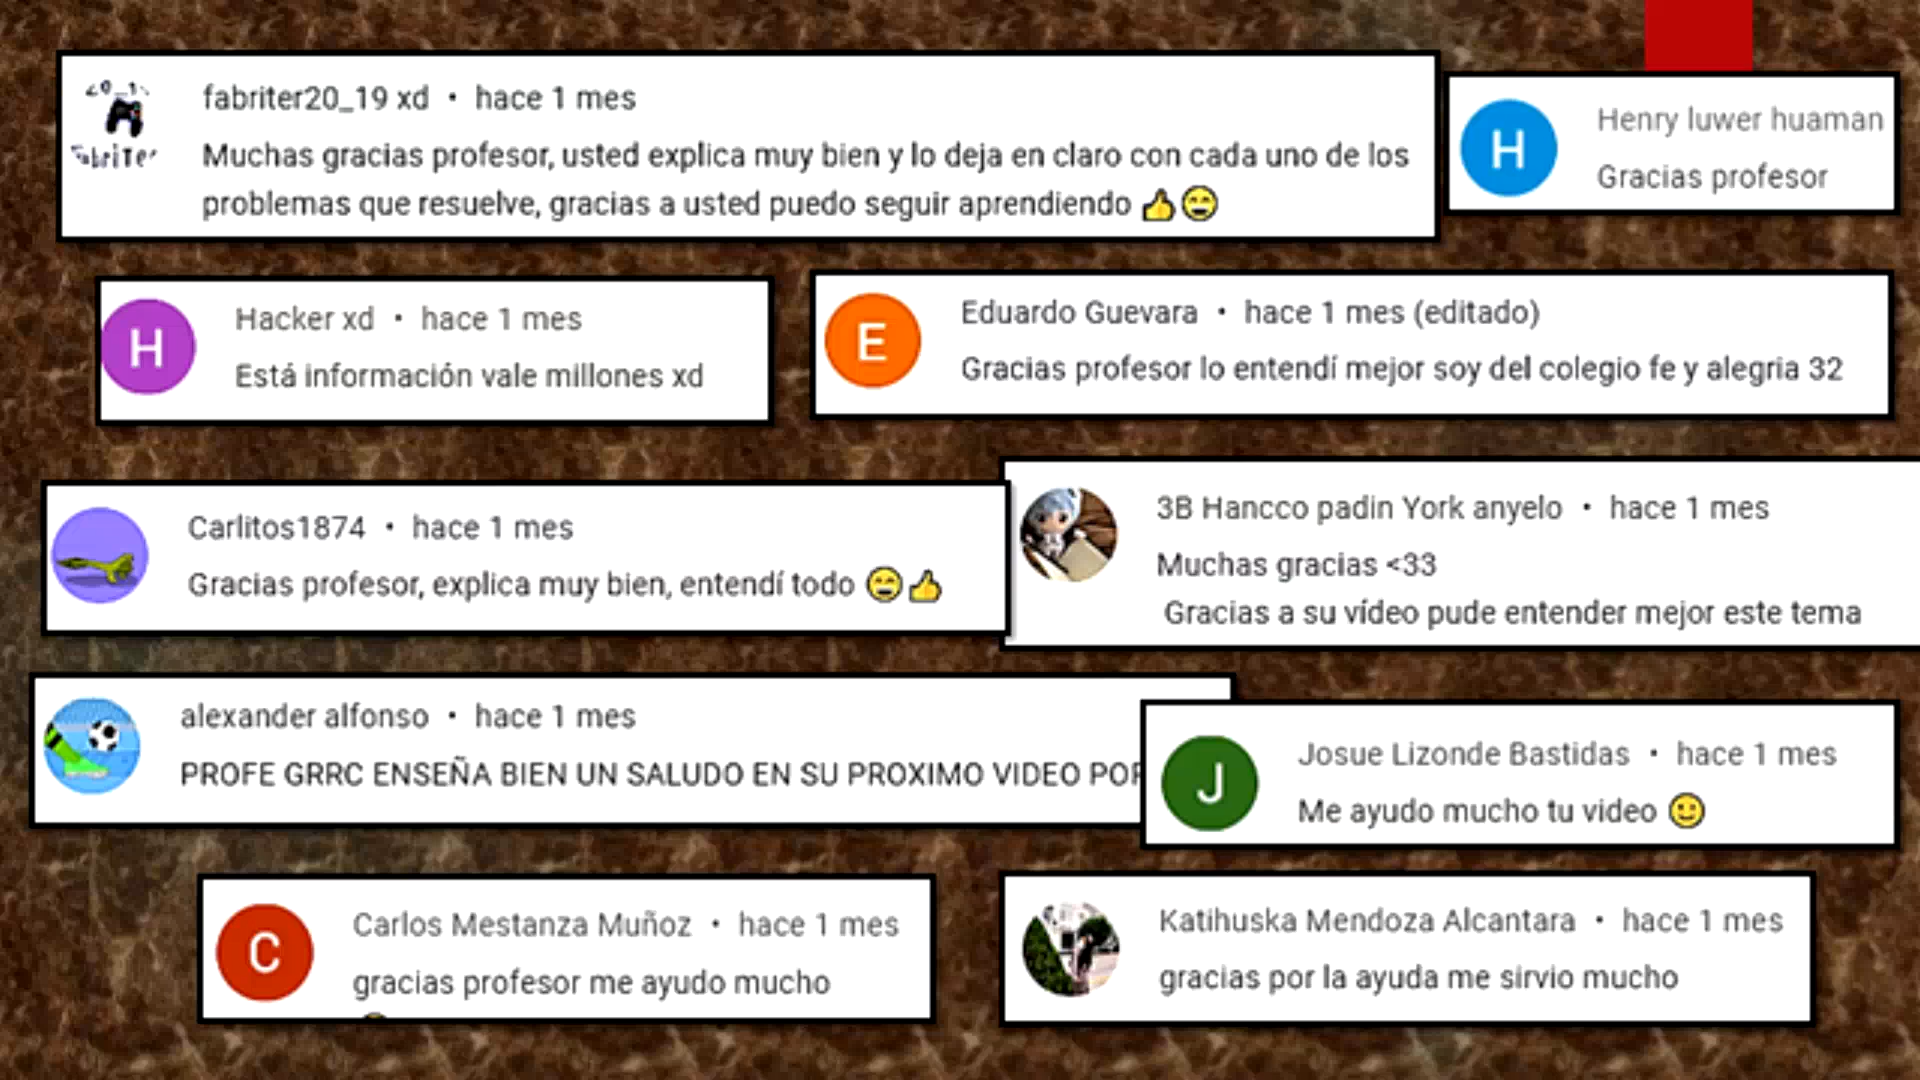 fabriter20_19 xd • hace 1 mes
Muchas gracias profesor, usted explica muy bien y lo deja en claro con cada uno de los
problemas que resuelve, gracias a usted puedo seguir aprendiendo 👍😄
H
Henry luwer huaman
Gracias profesor
H
Hacker xd • hace 1 mes
Está información vale millones xd
E
Eduardo Guevara • hace 1 mes (editado)
Gracias profesor lo entendí mejor soy del colegio fe y alegria 32
Carlitos1874 • hace 1 mes
Gracias profesor, explica muy bien, entendí todo 😄👍
3B Hancco padin York anyelo • hace 1 mes
Muchas gracias <33
Gracias a su vídeo pude entender mejor este tema
alexander alfonso • hace 1 mes
PROFE GRRC ENSEÑA BIEN UN SALUDO EN SU PROXIMO VIDEO
J
Josue Lizonde Bastidas • hace 1 mes
Me ayudo mucho tu video 🙂
C
Carlos Mestanza Muñoz • hace 1 mes
gracias profesor me ayudo mucho
Katihuska Mendoza Alcantara • hace 1 mes
gracias por la ayuda me sirvio mucho